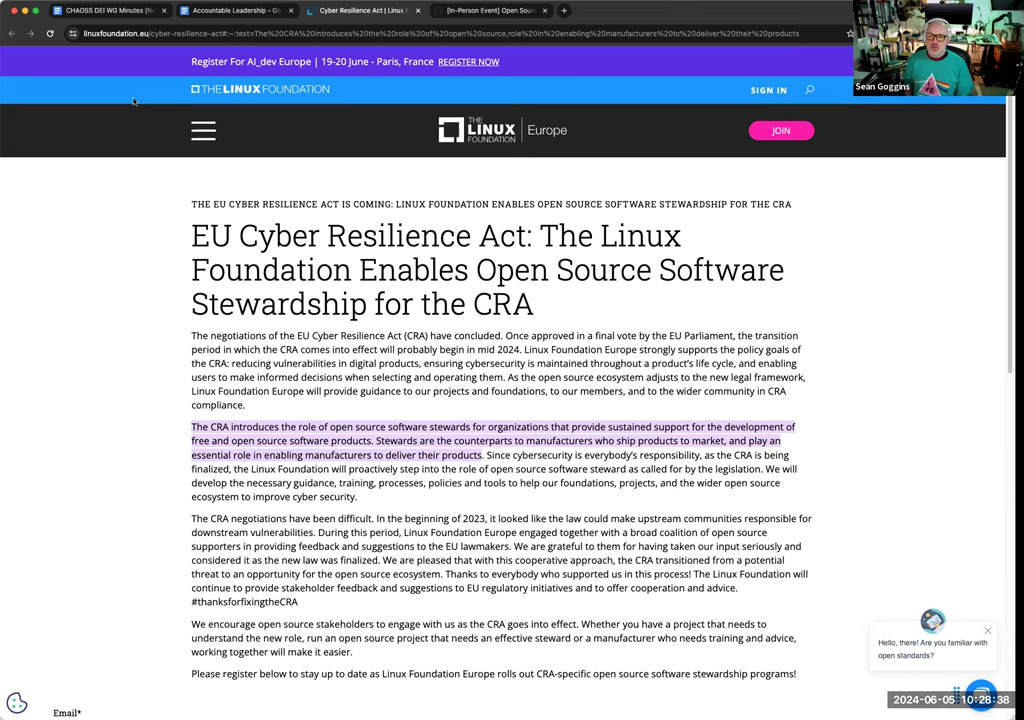 CHAOSS DEI WG Minutes (N
Accountable Leadership - Go
Cyber Resilience Act | Linux
[In-Person Event] Open Sour
linuxfoundation.eu/cyber-resilience-act#:~:text=The%20CRA%20introduces%20the%20role%20of%20open%20source,role%20in%20enabling%20manufacturers%20to%20deliver%20their%20products
Sean Goggins
Register For AI_dev Europe | 19-20 June - Paris, France REGISTER NOW
THE LINUX FOUNDATION
SIGN IN
THE LINUX FOUNDATION Europe
JOIN
THE EU CYBER RESILIENCE ACT IS COMING: LINUX FOUNDATION ENABLES OPEN SOURCE SOFTWARE STEWARDSHIP FOR THE CRA
EU Cyber Resilience Act: The Linux
Foundation Enables Open Source Software
Stewardship for the CRA
The negotiations of the EU Cyber Resilience Act (CRA) have concluded. Once approved in a final vote by the EU Parliament, the transition
period in which the CRA comes into effect will probably begin in mid 2024. Linux Foundation Europe strongly supports the policy goals of
the CRA: reducing vulnerabilities in digital products, ensuring cybersecurity is maintained throughout a product's life cycle, and enabling
users to make informed decisions when selecting and operating them. As the open source ecosystem adjusts to the new legal framework,
Linux Foundation Europe will provide guidance to our projects and foundations, to our members, and to the wider community in CRA
compliance.
The CRA introduces the role of open source software stewards for organizations that provide sustained support for the development of
free and open source software products. Stewards are the counterparts to manufacturers who ship products to market, and play an
essential role in enabling manufacturers to deliver their products. Since cybersecurity is everybody's responsibility, as the CRA is being
finalized, the Linux Foundation will proactively step into the role of open source software steward as called for by the legislation. We will
develop the necessary guidance, training, processes, policies and tools to help our foundations, projects, and the wider open source
ecosystem to improve cyber security.
The CRA negotiations have been difficult. In the beginning of 2023, it looked like the law could make upstream communities responsible for
downstream vulnerabilities. During this period, Linux Foundation Europe engaged together with a broad coalition of open source
supporters in providing feedback and suggestions to the EU lawmakers. We are grateful to them for having taken our input seriously and
considered it as the new law was finalized. We are pleased that with this cooperative approach, the CRA transitioned from a potential
threat to an opportunity for the open source ecosystem. Thanks to everybody who supported us in this process! The Linux Foundation will
continue to provide stakeholder feedback and suggestions to EU regulatory initiatives and to offer cooperation and advice.
#thanksforfixingtheCRA
We encourage open source stakeholders to engage with us as the CRA goes into effect. Whether you have a project that needs to
understand the new role, run an open source project that needs an effective steward or a manufacturer who needs training and advice,
working together will make it easier.
Please register below to stay up to date as Linux Foundation Europe rolls out CRA-specific open source software stewardship programs!
Hello, there! Are you familiar with
open standards?
2024-06-05 10:28:38
Email*